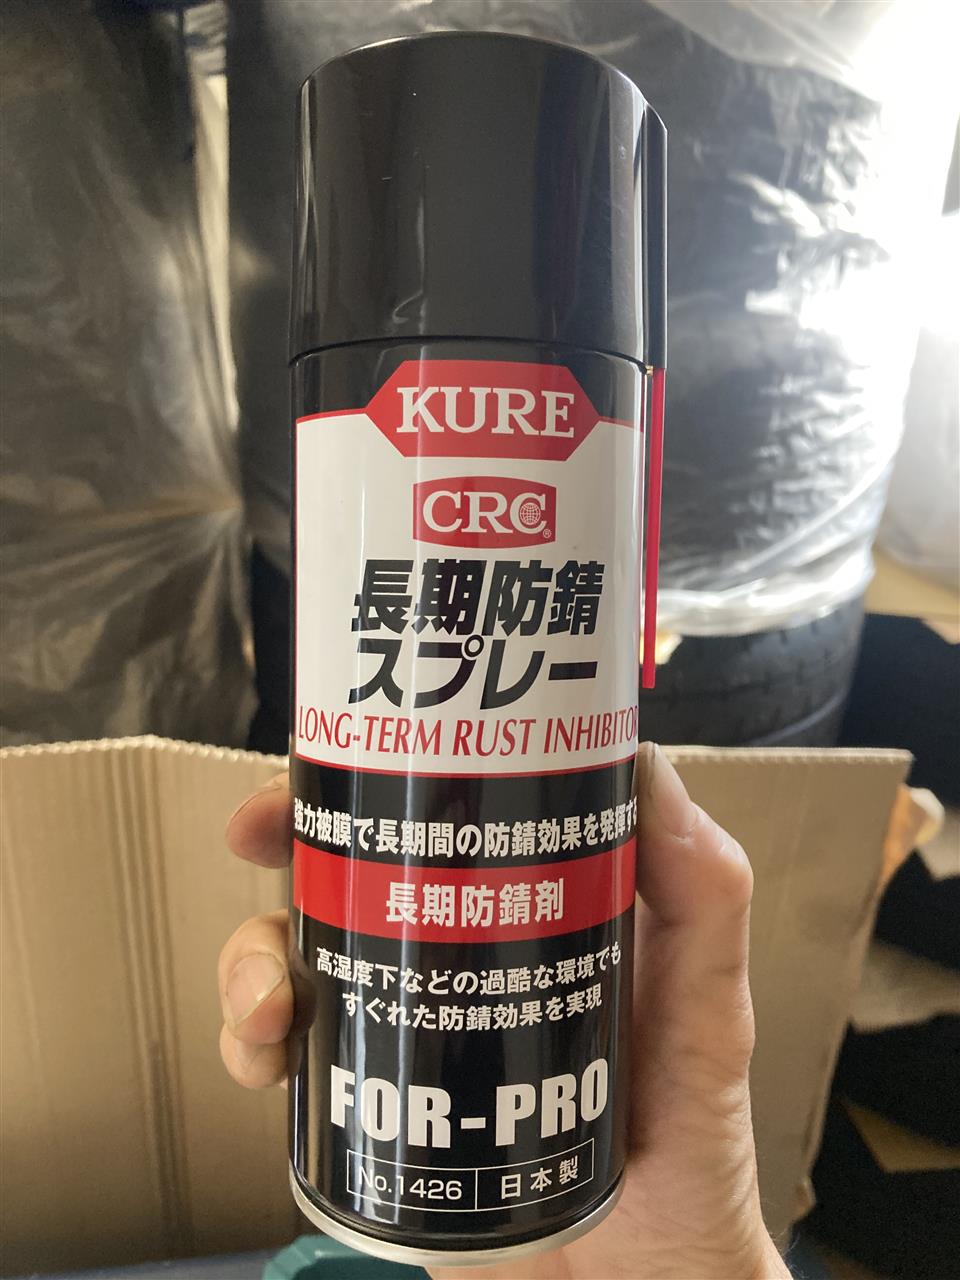 KURE
CRC®
長期防錆
スプレー
LONG-TERM RUST INHIBITOR
強力被膜で長期間の防錆効果を発揮する
長期防錆剤
高湿度下などの過酷な環境でも
すぐれた防錆効果を実現
FOR-PRO
No.1426 日本製